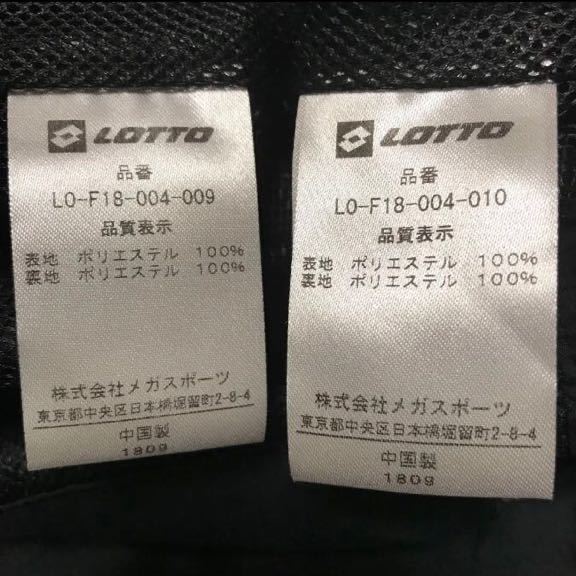 LOTTO
品番
LO-F18-004-009
品質表示
表地 ポリエステル 100%
裏地 ポリエステル 100%
株式会社メガスポーツ
東京都中央区日本橋堀留町2-8-4
中国製
1809
LOTTO
品番
LO-F18-004-010
品質表示
表地 ポリエステル 100%
裏地 ポリエステル 100%
株式会社メガスポーツ
東京都中央区日本橋堀留町2-8-4
中国製
1809